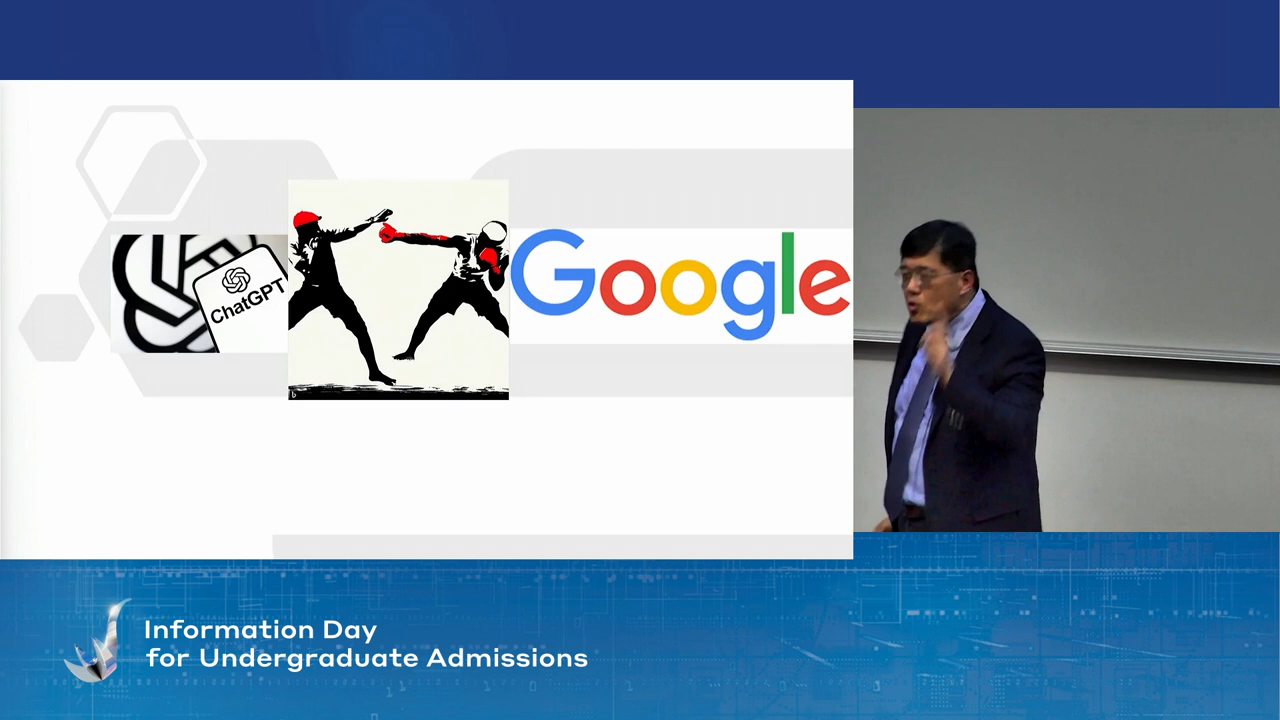 ChatGPT
Google
b
Information Day
for Undergraduate Admissions